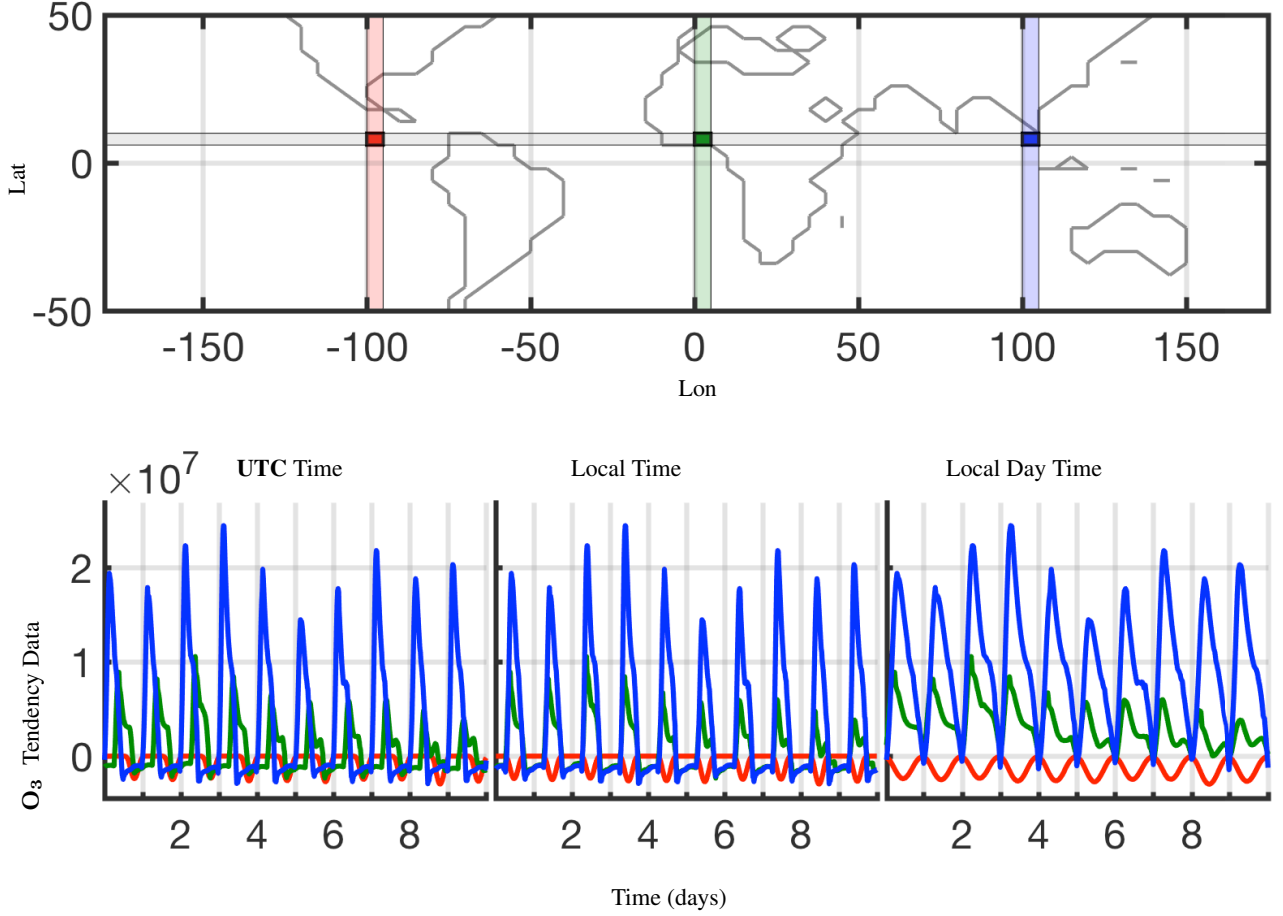 50
0
-50
Lat
-150 -100 -50 0 50 100 150
Lon
×10⁷
UTC Time
Local Time
Local Day Time
2
1
0
O₃ Tendency Data
2 4 6 8
2 4 6 8
2 4 6 8
Time (days)